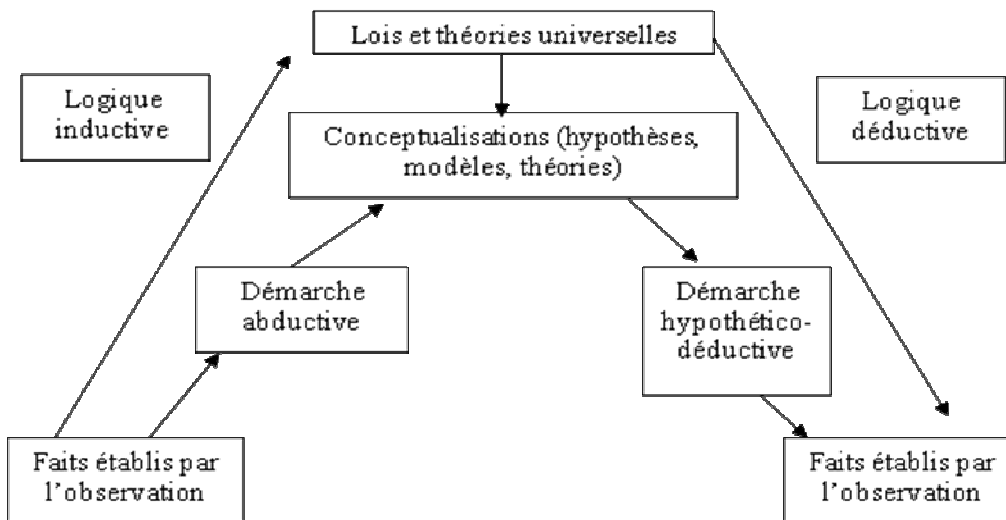 Lois et théories universelles
Logique
inductive
Logique
déductive
Conceptualisations (hypothèses,
modèles, théories)
Démarche
abductive
Démarche
hypothético-
déductive
Faits établis par
l'observation
Faits établis par
l'observation